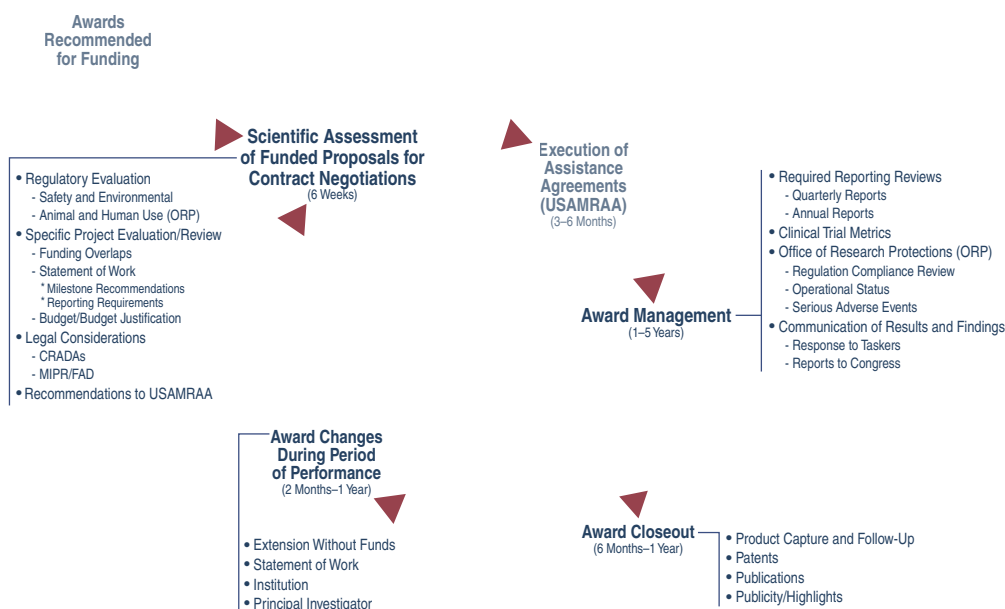 Awards
Recommended
for Funding
Scientific Assessment
of Funded Proposals for
Contract Negotiations
(6 Weeks)
• Regulatory Evaluation
- Safety and Environmental
- Animal and Human Use (ORP)
• Specific Project Evaluation/Review
- Funding Overlaps
- Statement of Work
* Milestone Recommendations
* Reporting Requirements
- Budget/Budget Justification
• Legal Considerations
- CRADAs
- MIPR/FAD
• Recommendations to USAMRAA
Execution of
Assistance
Agreements
(USAMRAA)
(3–6 Months)
Award Management
(1–5 Years)
• Required Reporting Reviews
- Quarterly Reports
- Annual Reports
• Clinical Trial Metrics
• Office of Research Protections (ORP)
- Regulation Compliance Review
- Operational Status
- Serious Adverse Events
• Communication of Results and Findings
- Response to Taskers
- Reports to Congress
Award Changes
During Period
of Performance
(2 Months–1 Year)
• Extension Without Funds
• Statement of Work
• Institution
• Principal Investigator
Award Closeout
(6 Months–1 Year)
• Product Capture and Follow-Up
• Patents
• Publications
• Publicity/Highlights